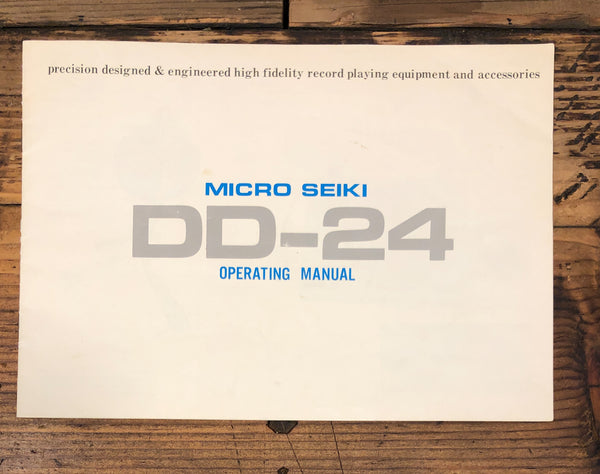 precision designed & engineered high fidelity record playing equipment and accessories
MICRO SEIKI
DD-24
OPERATING MANUAL